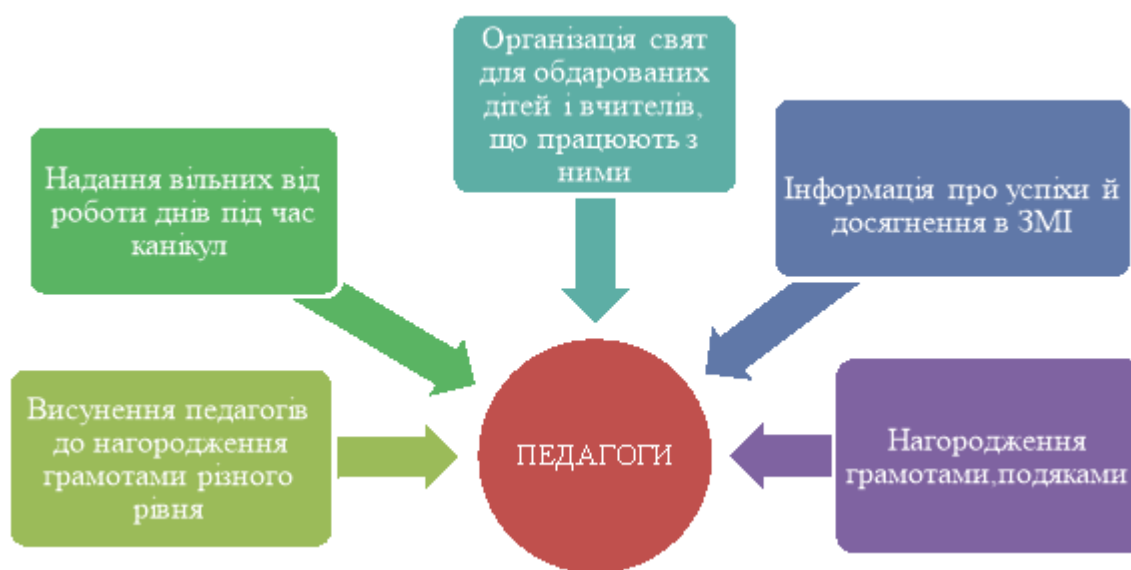 Організація свят
для обдарованих
дітей і вчителів,
що працюють з
ними
Надання вільних від
роботи днів під час
канікул
Інформація про успіхи й
досягнення в ЗМІ
Висунення педагогів
до нагородження
грамотами різного
рівня
ПЕДАГОГИ
Нагородження
грамотами,подяками